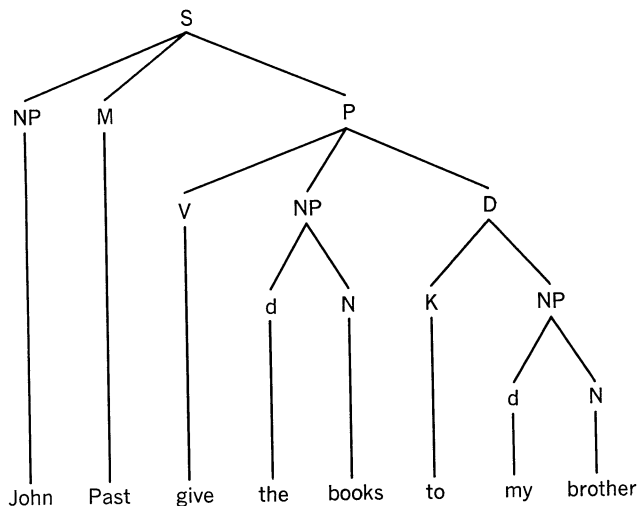 S
NP M P
V NP D
d N K NP
d N
John Past give the books to my brother